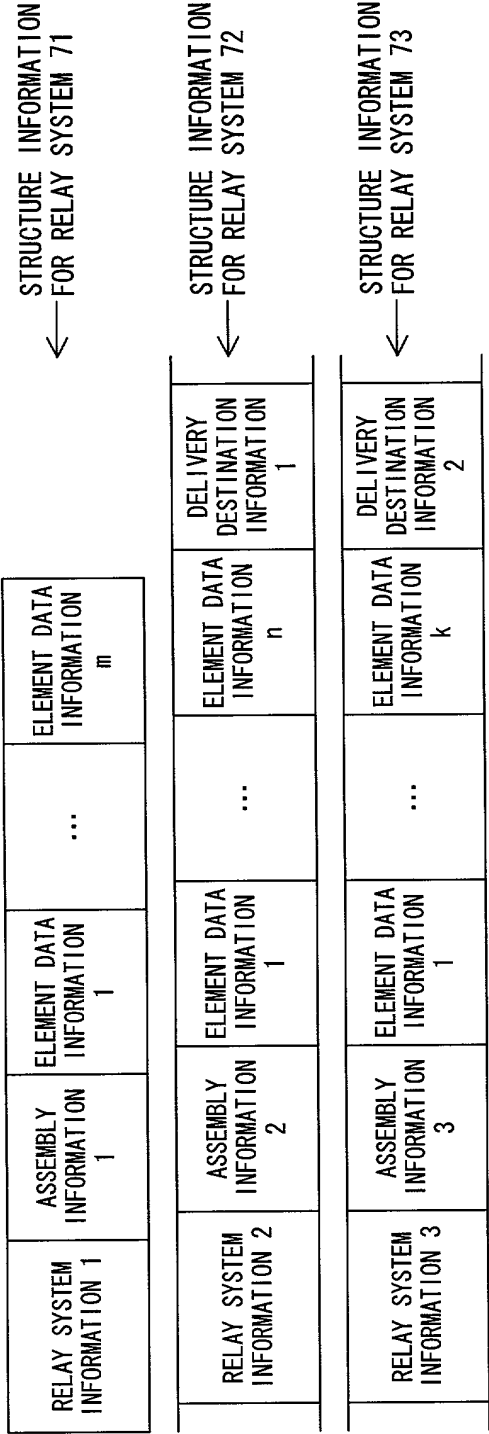 RELAY SYSTEM
INFORMATION 1
ASSEMBLY
INFORMATION
1
ELEMENT DATA
INFORMATION
1
...
ELEMENT DATA
INFORMATION
m
STRUCTURE INFORMATION
FOR RELAY SYSTEM 71
RELAY SYSTEM
INFORMATION 2
ASSEMBLY
INFORMATION
2
ELEMENT DATA
INFORMATION
1
...
ELEMENT DATA
INFORMATION
n
DELIVERY
DESTINATION
INFORMATION
1
STRUCTURE INFORMATION
FOR RELAY SYSTEM 72
RELAY SYSTEM
INFORMATION 3
ASSEMBLY
INFORMATION
3
ELEMENT DATA
INFORMATION
1
...
ELEMENT DATA
INFORMATION
k
DELIVERY
DESTINATION
INFORMATION
2
STRUCTURE INFORMATION
FOR RELAY SYSTEM 73